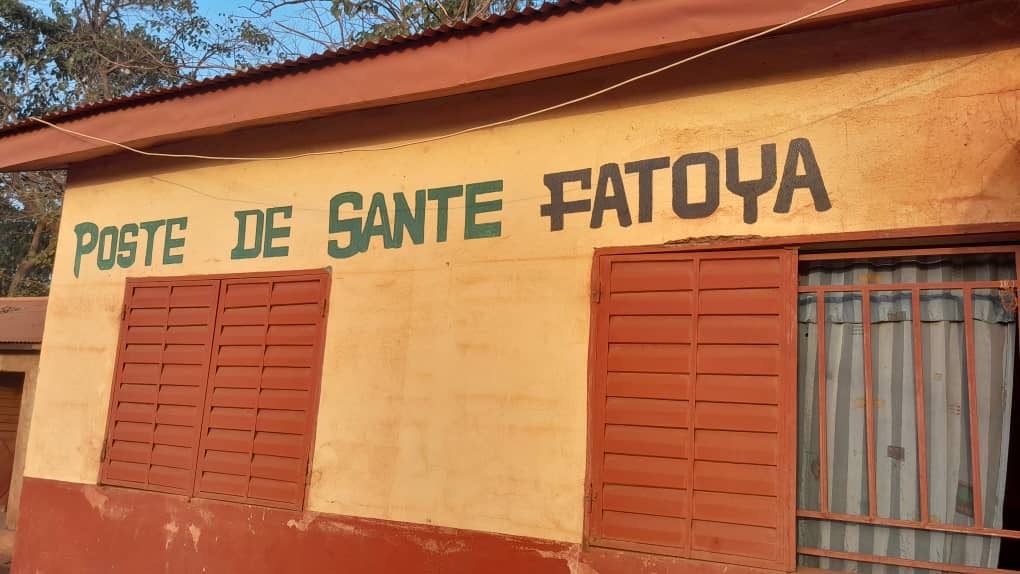 POSTE DE SANTE FATOYA